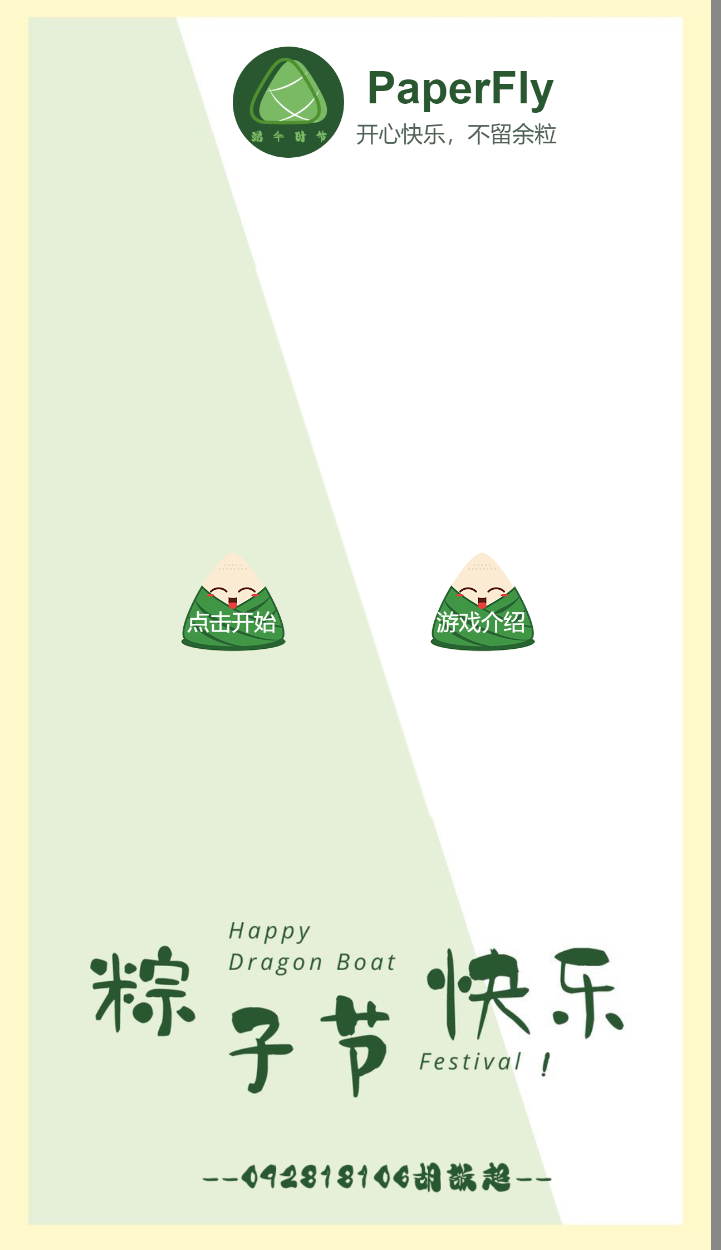 端午时节
PaperFly
开心快乐，不留余粒
点击开始
游戏介绍
Happy
Dragon Boat
粽子节快乐
Festival !
--092818106胡歆超--